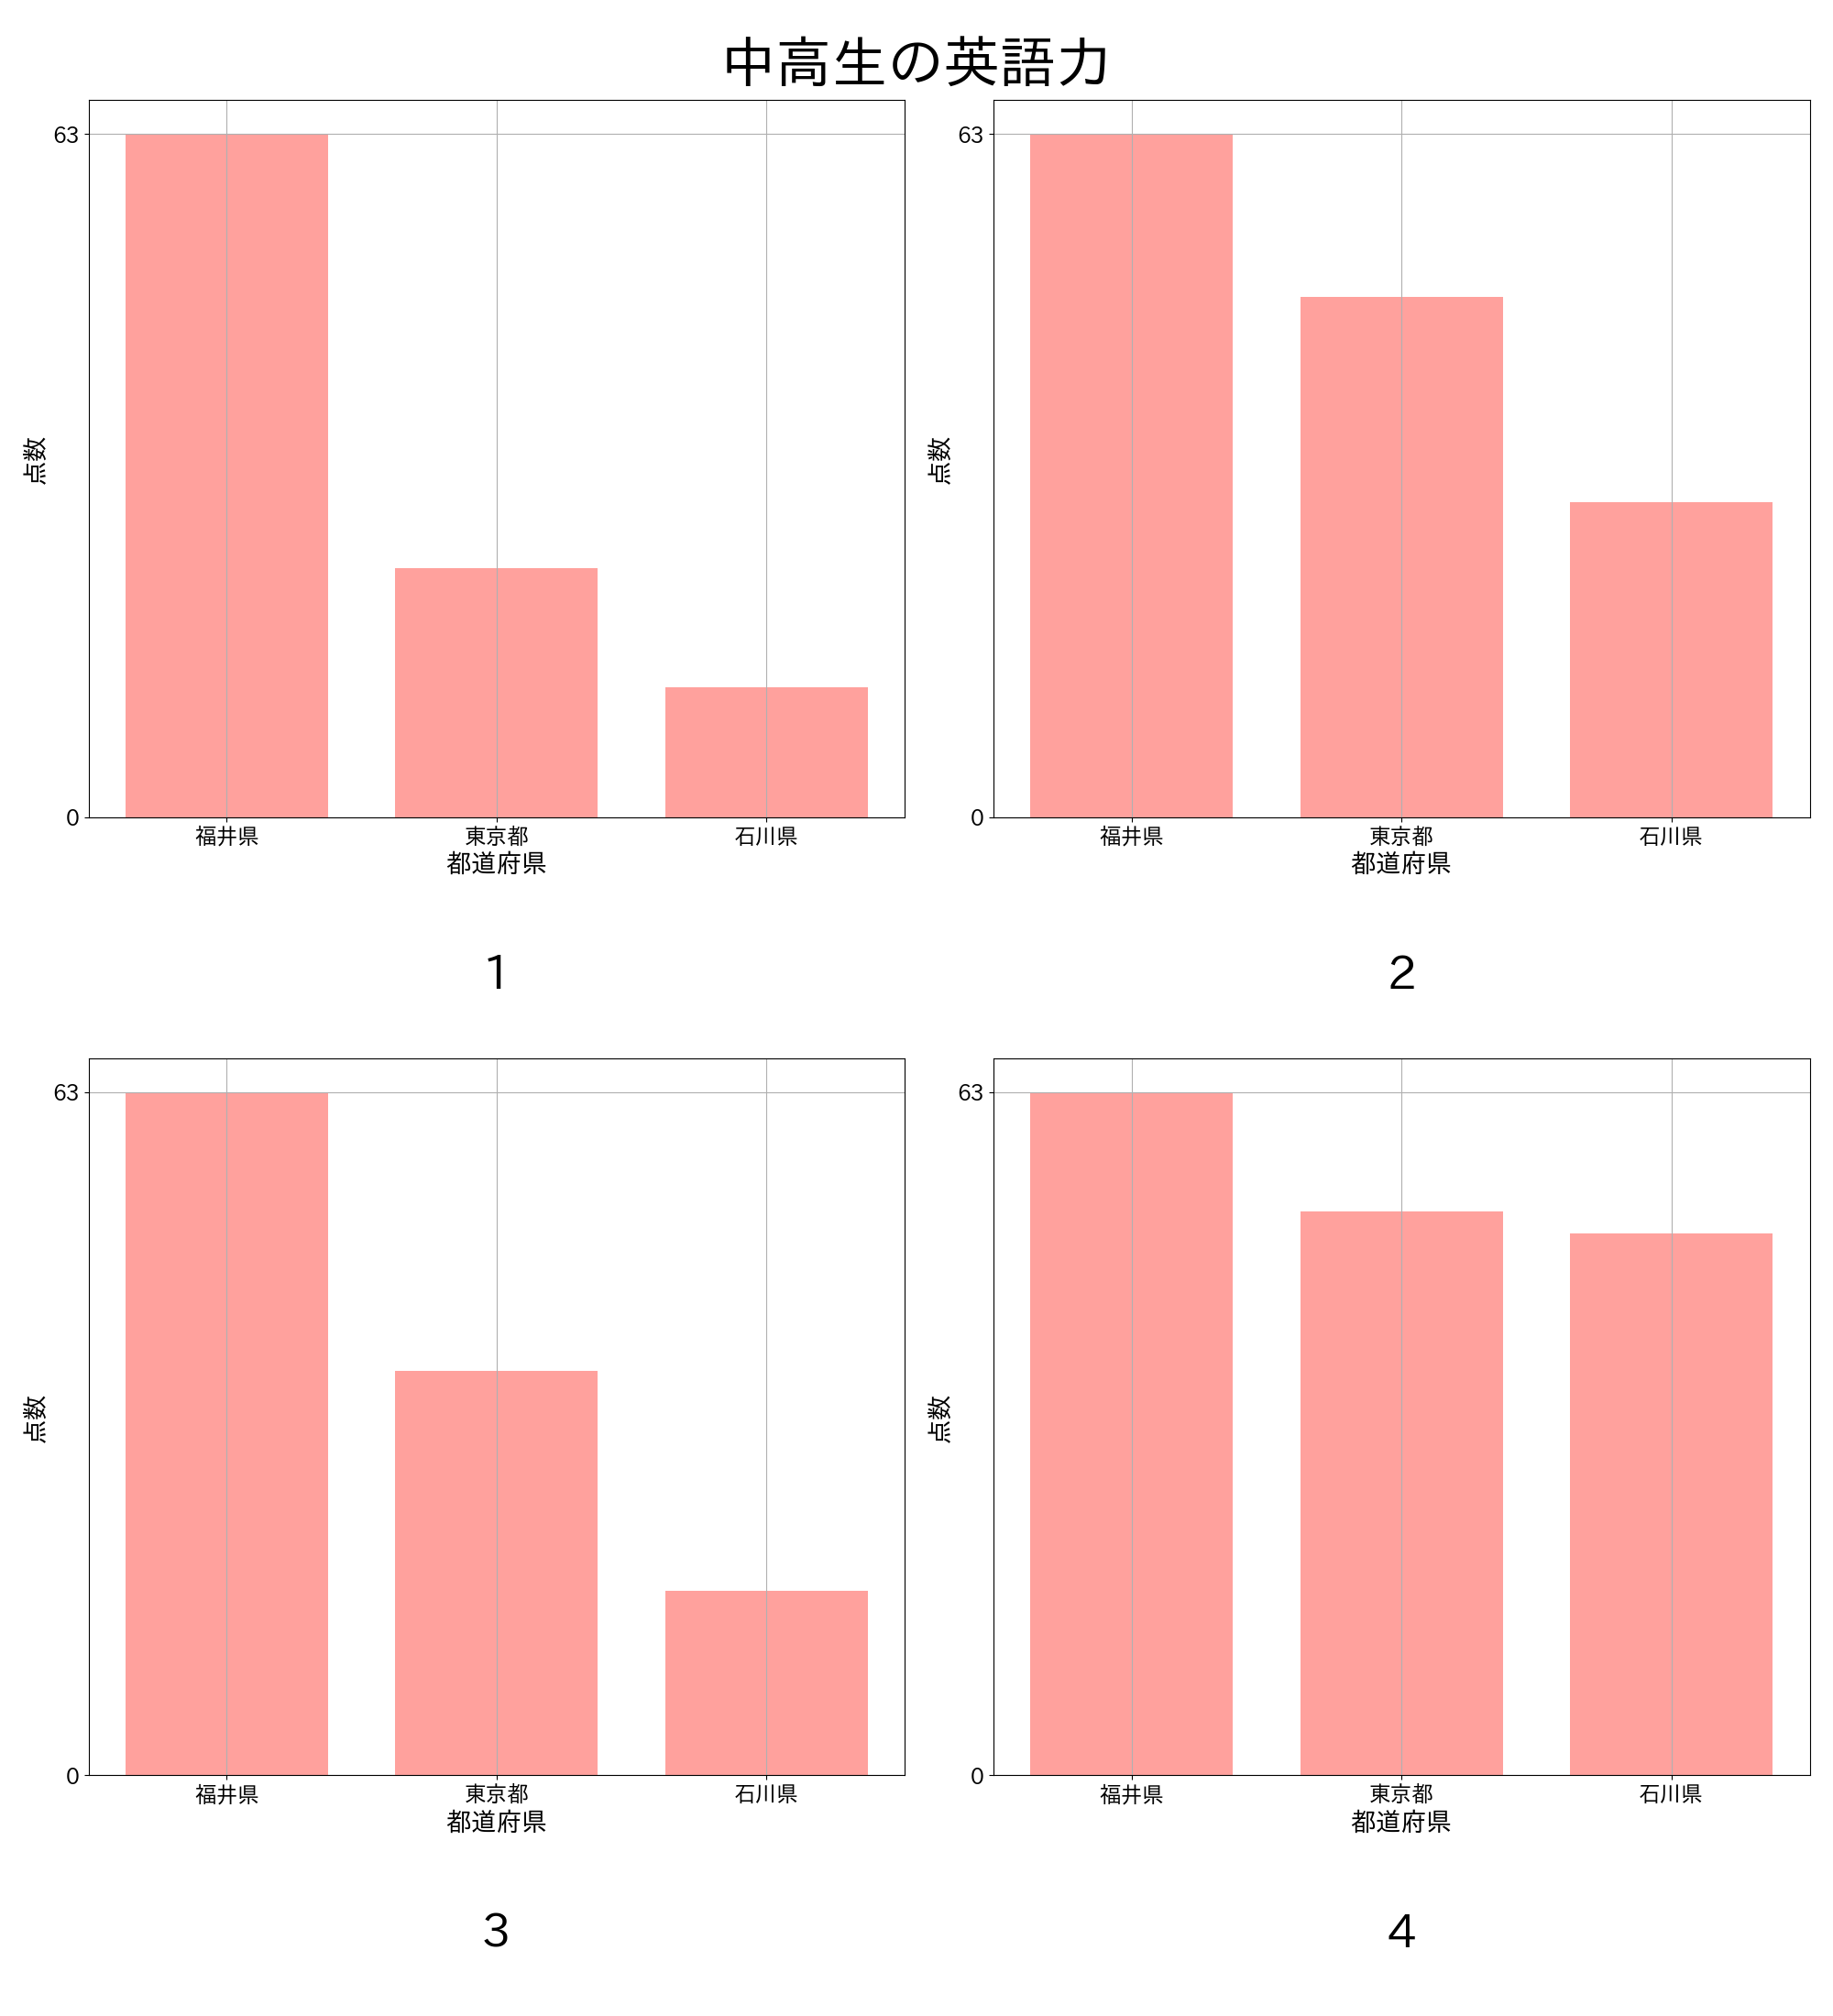 中高生の英語力
63
点数
0
福井県 東京都 石川県
都道府県
1
63
点数
0
福井県 東京都 石川県
都道府県
2
63
点数
0
福井県 東京都 石川県
都道府県
3
63
点数
0
福井県 東京都 石川県
都道府県
4